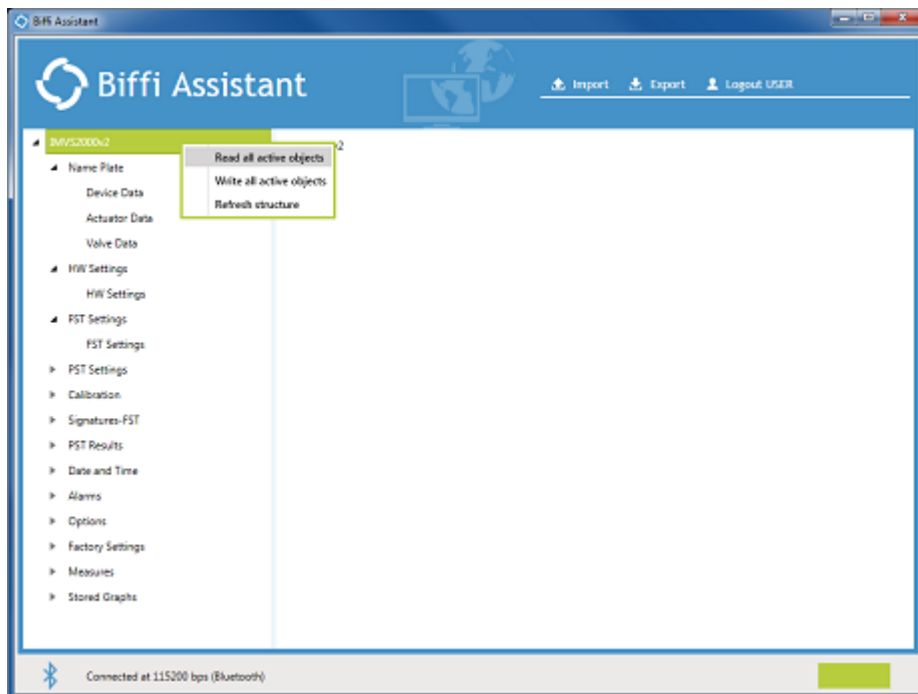 Biffi Assistant
Biffi Assistant
Import Export Logout USER
IMVS2000v2
v2
Read all active objects
Write all active objects
Refresh structure
Name Plate
Device Data
Actuator Data
Valve Data
HW Settings
HW Settings
FST Settings
FST Settings
PST Settings
Calibration
Signatures-FST
PST Results
Date and Time
Alarms
Options
Factory Settings
Measures
Stored Graphs
Connected at 115200 bps (Bluetooth)